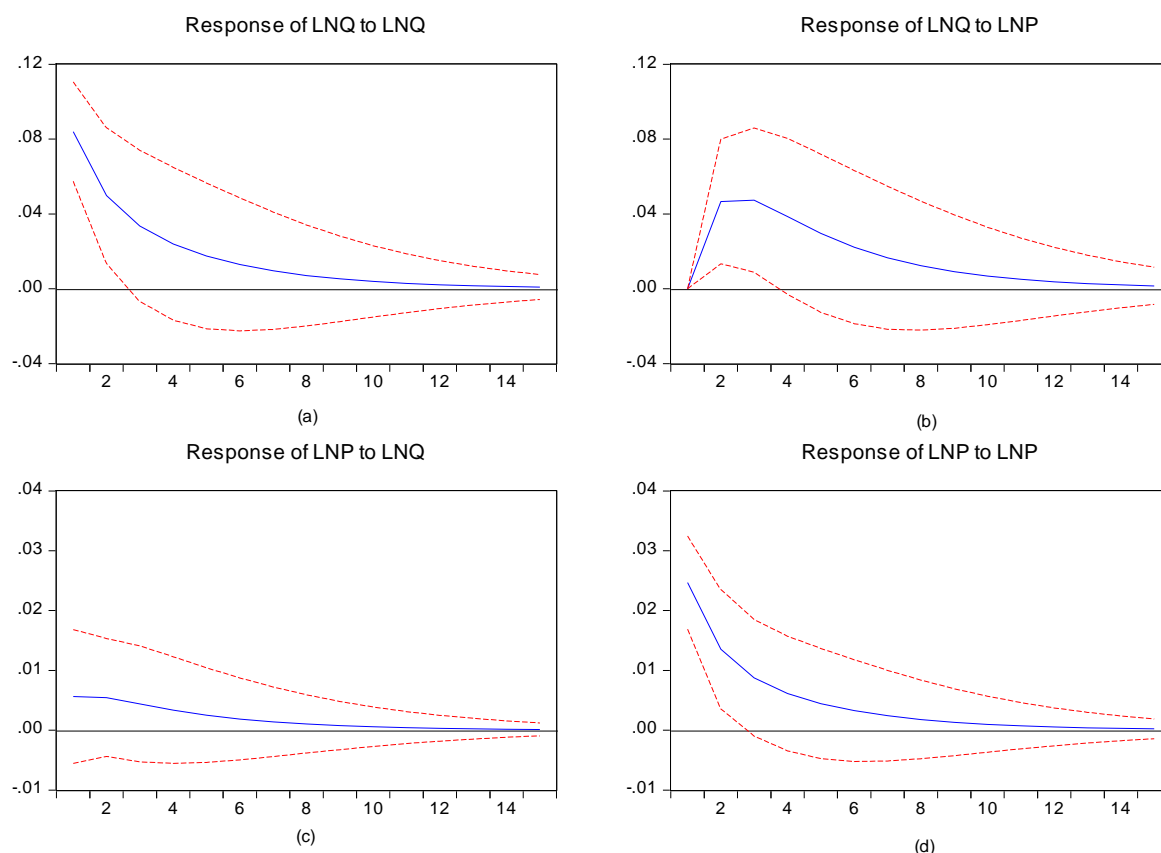 Response of LNQ to LNQ
.12
.08
.04
.00
-.04
2 4 6 8 10 12 14
(a)
Response of LNQ to LNP
.12
.08
.04
.00
-.04
2 4 6 8 10 12 14
(b)
Response of LNP to LNQ
.04
.03
.02
.01
.00
-.01
2 4 6 8 10 12 14
(c)
Response of LNP to LNP
.04
.03
.02
.01
.00
-.01
2 4 6 8 10 12 14
(d)